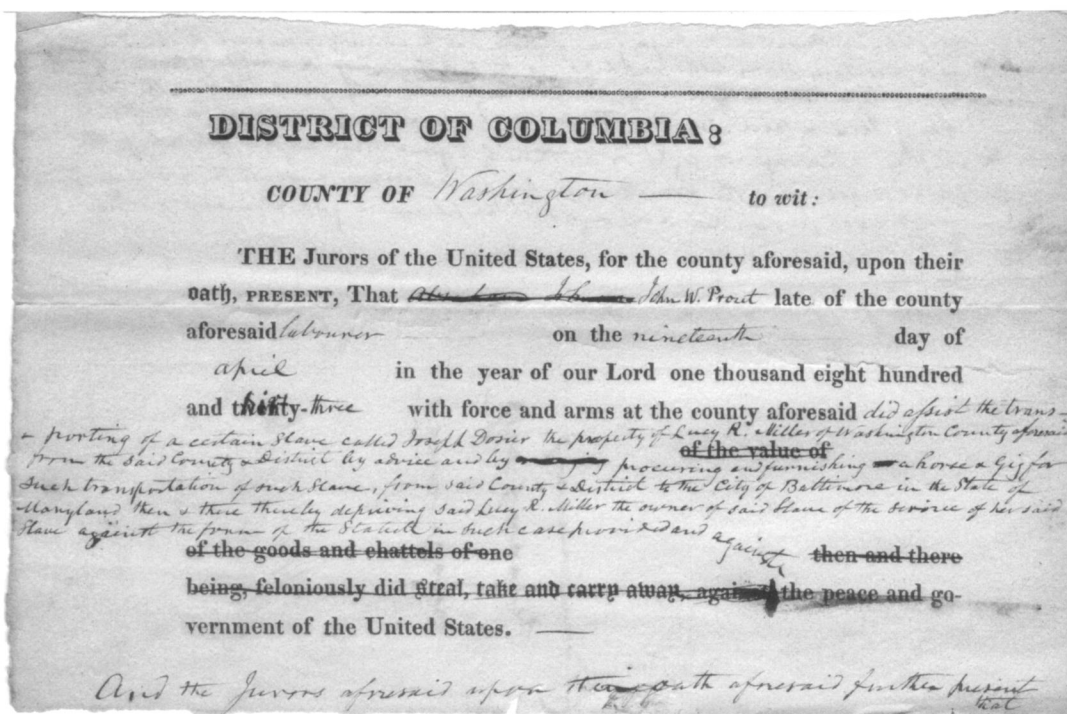 DISTRICT OF COLUMBIA:
COUNTY OF Washington — to wit:
THE Jurors of the United States, for the county aforesaid, upon their
oath, PRESENT, That John W. Prout late of the county
aforesaid labourer on the nineteenth day of
april in the year of our Lord one thousand eight hundred
and thirty-three with force and arms at the county aforesaid did assist the trans-
-porting of a certain Slave called Joseph Dosier the property of Lucy R. Miller of Washington County aforesaid
of the value of
from the said County & District by advice and by procuring and furnishing a horse & Gig for
such transportation of such Slave, from said County & District to the City of Baltimore in the State of
Maryland then & there thereby depriving said Lucy R. Miller the owner of said Slave of the service of her said
Slave against the form of the Statute in such case provided and against
of the goods and chattels of one then and there
being, feloniously did steal, take and carry away, against the peace and go-
vernment of the United States. —
And the Jurors aforesaid upon their oath aforesaid further present
that